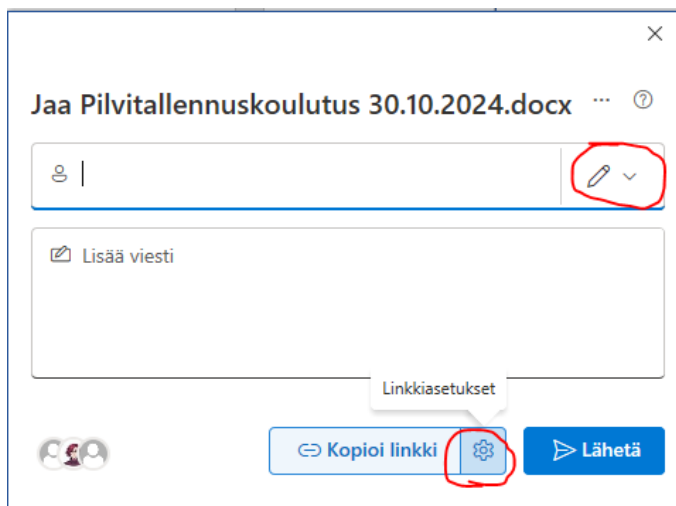 Jaa Pilvitallennuskoulutus 30.10.2024.docx ...
Lisää viesti
Linkkiasetukset
Kopioi linkki
Lähetä